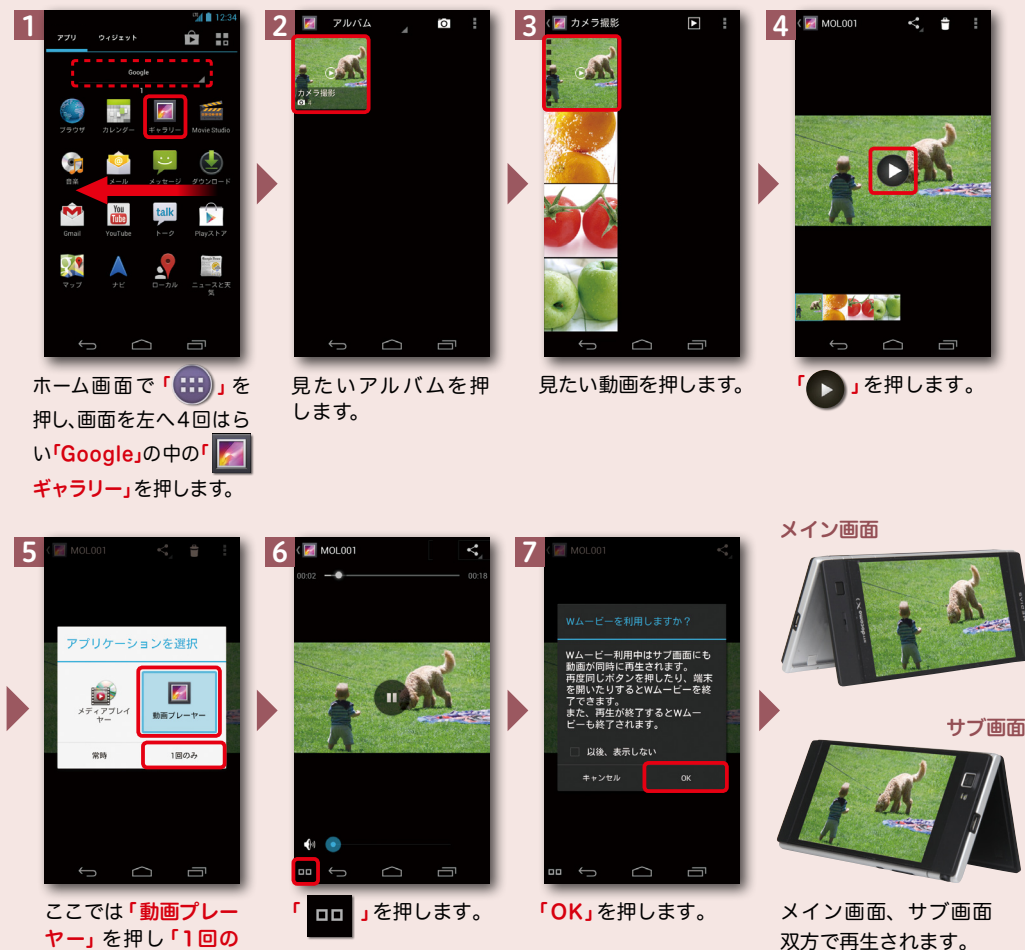 1
12:34
アプリ ウィジェット
Google
1
ブラウザ カレンダー ギャラリー Movie Studio
音楽 メール メッセージ ダウンロード
You
Tube
talk
Gmail YouTube トーク Playストア
マップ ナビ ローカル ニュースと天
気
ホーム画面で「 」を
押し、画面を左へ4回はら
い「Google」の中の「
ギャラリー」を押します。
2
アルバム
カメラ撮影
4
見たいアルバムを押
します。
3
カメラ撮影
見たい動画を押します。
4
MOL001
「 」を押します。
5
MOL001
アプリケーションを選択
メディアプレイ
ヤー
動画プレーヤー
常時 1回のみ
ここでは「動画プレー
ヤー」を押し「1回の
6
MOL001
00:02 00:18
「 」を押します。
7
MOL001
Wムービーを利用しますか？
Wムービー利用中はサブ画面にも
動画が同時に再生されます。
再度同じボタンを押したり、端末
を開いたりするとWムービーを終
了できます。
また、再生が終了するとWムー
ビーも終了されます。
以後、表示しない
キャンセル OK
「OK」を押します。
メイン画面
サブ画面
メイン画面、サブ画面
双方で再生されます。